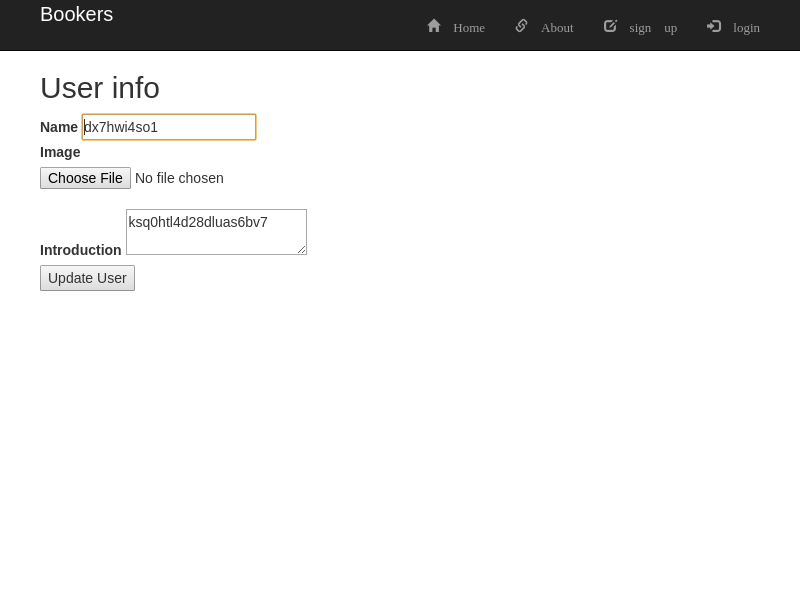 Bookers
Home About sign up login
User info
Name dx7hwi4so1
Image
Choose File No file chosen
Introduction ksq0htl4d28dluas6bv7
Update User